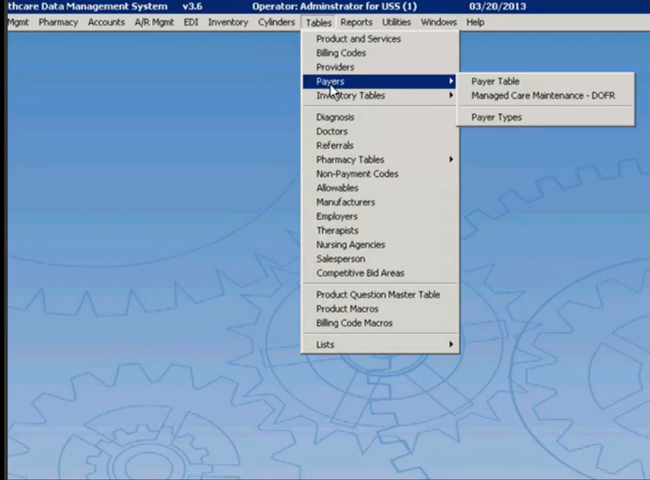 thcare Data Management System v3.6 Operator: Adminstrator for USS (1) 03/20/2013
Mgmt Pharmacy Accounts A/R Mgmt EDI Inventory Cylinders Tables Reports Utilities Windows Help
Product and Services
Billing Codes
Providers
Payers
Inventory Tables
Diagnosis
Doctors
Referrals
Pharmacy Tables
Non-Payment Codes
Allowables
Manufacturers
Employers
Therapists
Nursing Agencies
Salesperson
Competitive Bid Areas
Product Question Master Table
Product Macros
Billing Code Macros
Lists
Payer Table
Managed Care Maintenance - DOFR
Payer Types